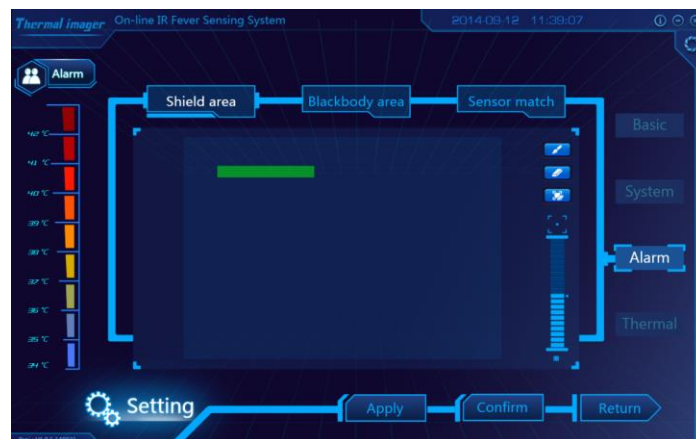 Thermal imager On-line IR Fever Sensing System 2014-09-12 11:39:07
Alarm
Shield area Blackbody area Sensor match
Basic
42 ℃
41 ℃
40 ℃
System
39 ℃
38 ℃
Alarm
37 ℃
36 ℃
Thermal
35 ℃
34 ℃
Setting Apply Confirm Return